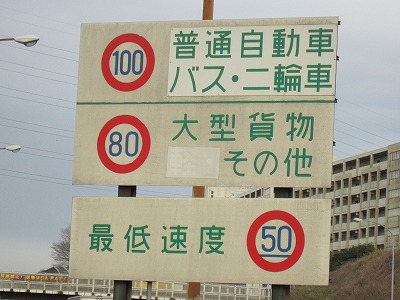 100 普通自動車
バス・二輪車
80 大型貨物
その他
最低速度 50